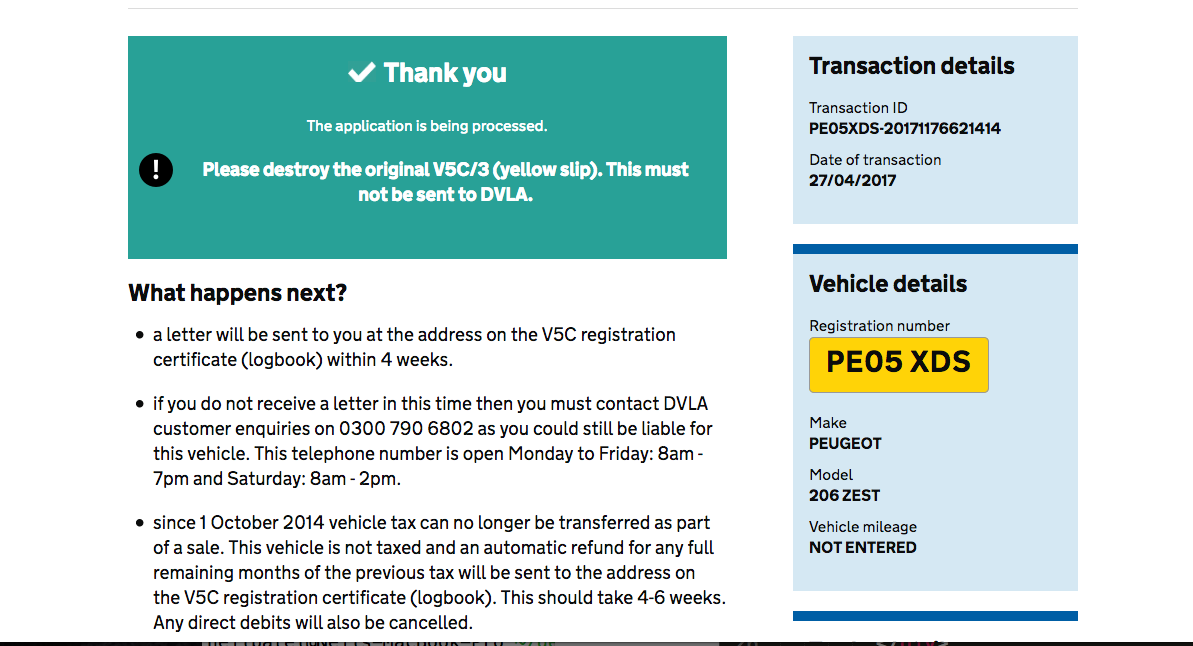 Thank you
The application is being processed.
!
Please destroy the original V5C/3 (yellow slip). This must
not be sent to DVLA.
What happens next?
• a letter will be sent to you at the address on the V5C registration
certificate (logbook) within 4 weeks.
• if you do not receive a letter in this time then you must contact DVLA
customer enquiries on 0300 790 6802 as you could still be liable for
this vehicle. This telephone number is open Monday to Friday: 8am -
7pm and Saturday: 8am - 2pm.
• since 1 October 2014 vehicle tax can no longer be transferred as part
of a sale. This vehicle is not taxed and an automatic refund for any full
remaining months of the previous tax will be sent to the address on
the V5C registration certificate (logbook). This should take 4-6 weeks.
Any direct debits will also be cancelled.
Transaction details
Transaction ID
PE05XDS-20171176621414
Date of transaction
27/04/2017
Vehicle details
Registration number
PE05 XDS
Make
PEUGEOT
Model
206 ZEST
Vehicle mileage
NOT ENTERED